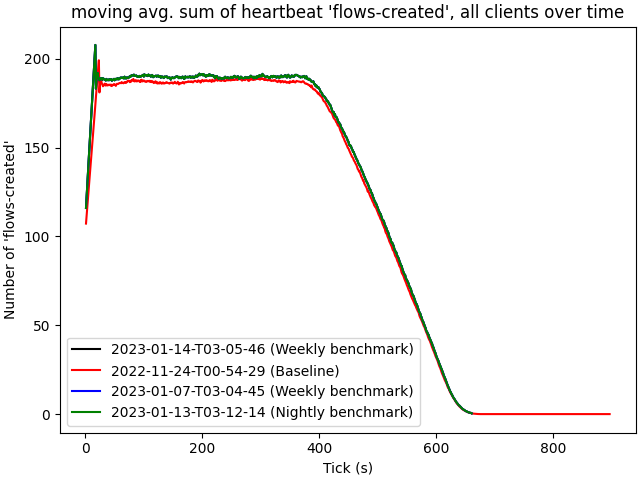 moving avg. sum of heartbeat 'flows-created', all clients over time
Number of 'flows-created'
200
150
100
50
0
2023-01-14-T03-05-46 (Weekly benchmark)
2022-11-24-T00-54-29 (Baseline)
2023-01-07-T03-04-45 (Weekly benchmark)
2023-01-13-T03-12-14 (Nightly benchmark)
0 200 400 600 800
Tick (s)